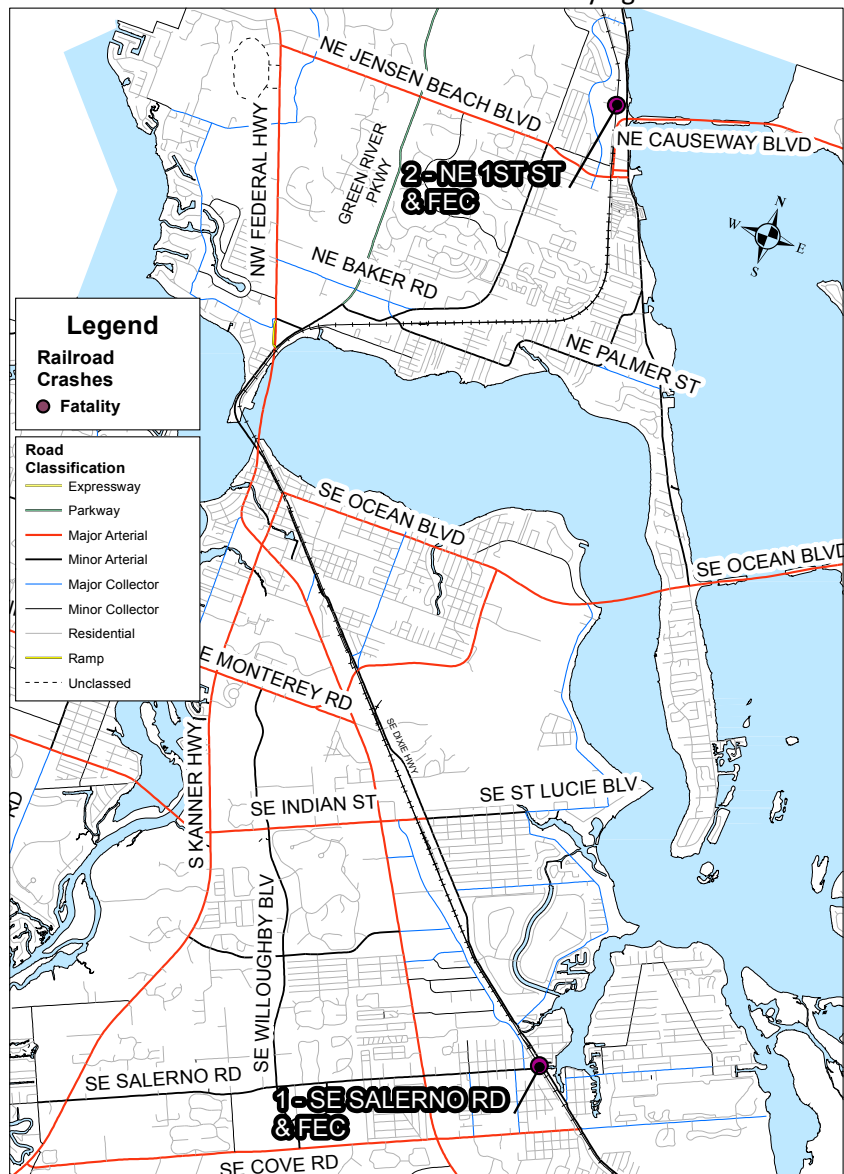 NE JENSEN BEACH BLVD
NE CAUSEWAY BLVD
NW FEDERAL HWY
GREEN RIVER
PKWY
2 - NE 1ST ST
& FEC
N
W
E
S
NE BAKER RD
NE PALMER ST
Legend
Railroad
Crashes
Fatality
Road
Classification
Expressway
Parkway
Major Arterial
Minor Arterial
Major Collector
Minor Collector
Residential
Ramp
Unclassed
SE OCEAN BLVD
SE OCEAN BLVD
E MONTEREY RD
SE DIXIE HWY
S KANNER HWY
SE INDIAN ST
SE ST LUCIE BLV
SE WILLOUGHBY BLV
SE SALERNO RD
1 - SE SALERNO RD
& FEC
SE COVE RD